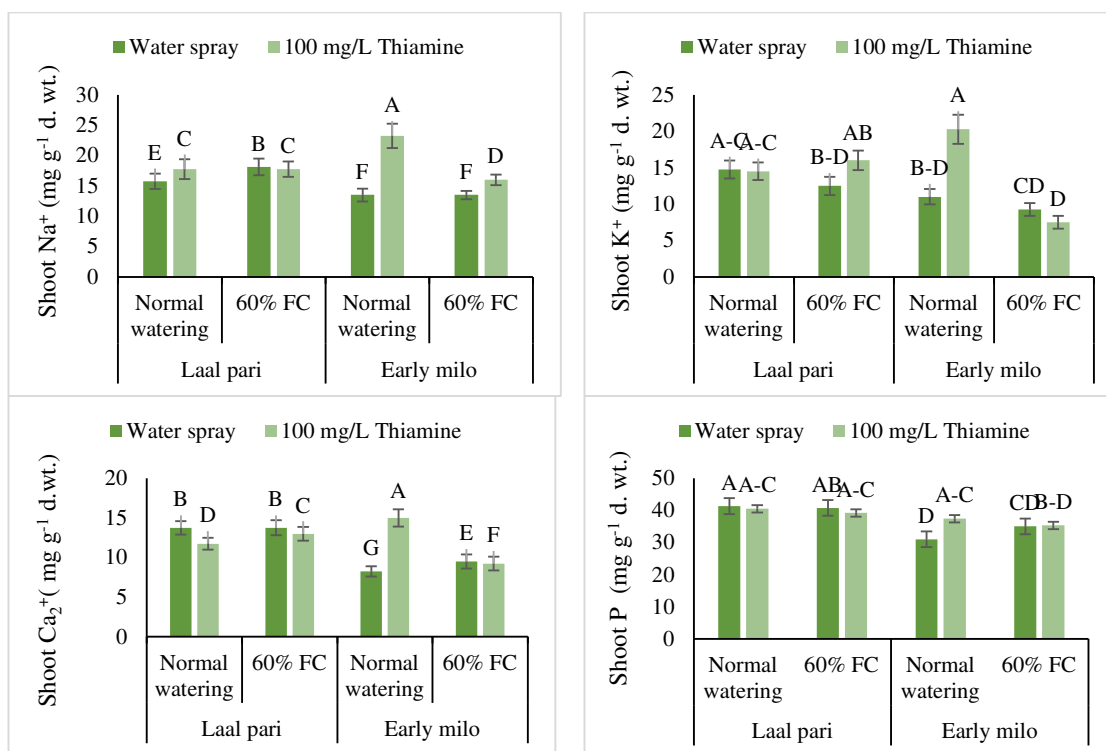 Water spray 100 mg/L Thiamine
Shoot Na⁺ (mg g⁻¹ d. wt.)
30
25
20
15
10
5
0
E C B C F A F D
Normal watering 60% FC Normal watering 60% FC
Laal pari Early milo
Water spray 100 mg/L Thiamine
Shoot K⁺ (mg g⁻¹ d. wt.)
25
20
15
10
5
0
A-C A-C B-D AB B-D A CD D
Normal watering 60% FC Normal watering 60% FC
Laal pari Early milo
Water spray 100 mg/L Thiamine
Shoot Ca₂⁺( mg g⁻¹ d.wt.)
20
15
10
5
0
B D B C G A E F
Normal watering 60% FC Normal watering 60% FC
Laal pari Early milo
Water spray 100 mg/L Thiamine
Shoot P (mg g⁻¹ d. wt.)
50
40
30
20
10
0
A A-C AB A-C D A-C CD B-D
Normal watering 60% FC Normal watering 60% FC
Laal pari Early milo